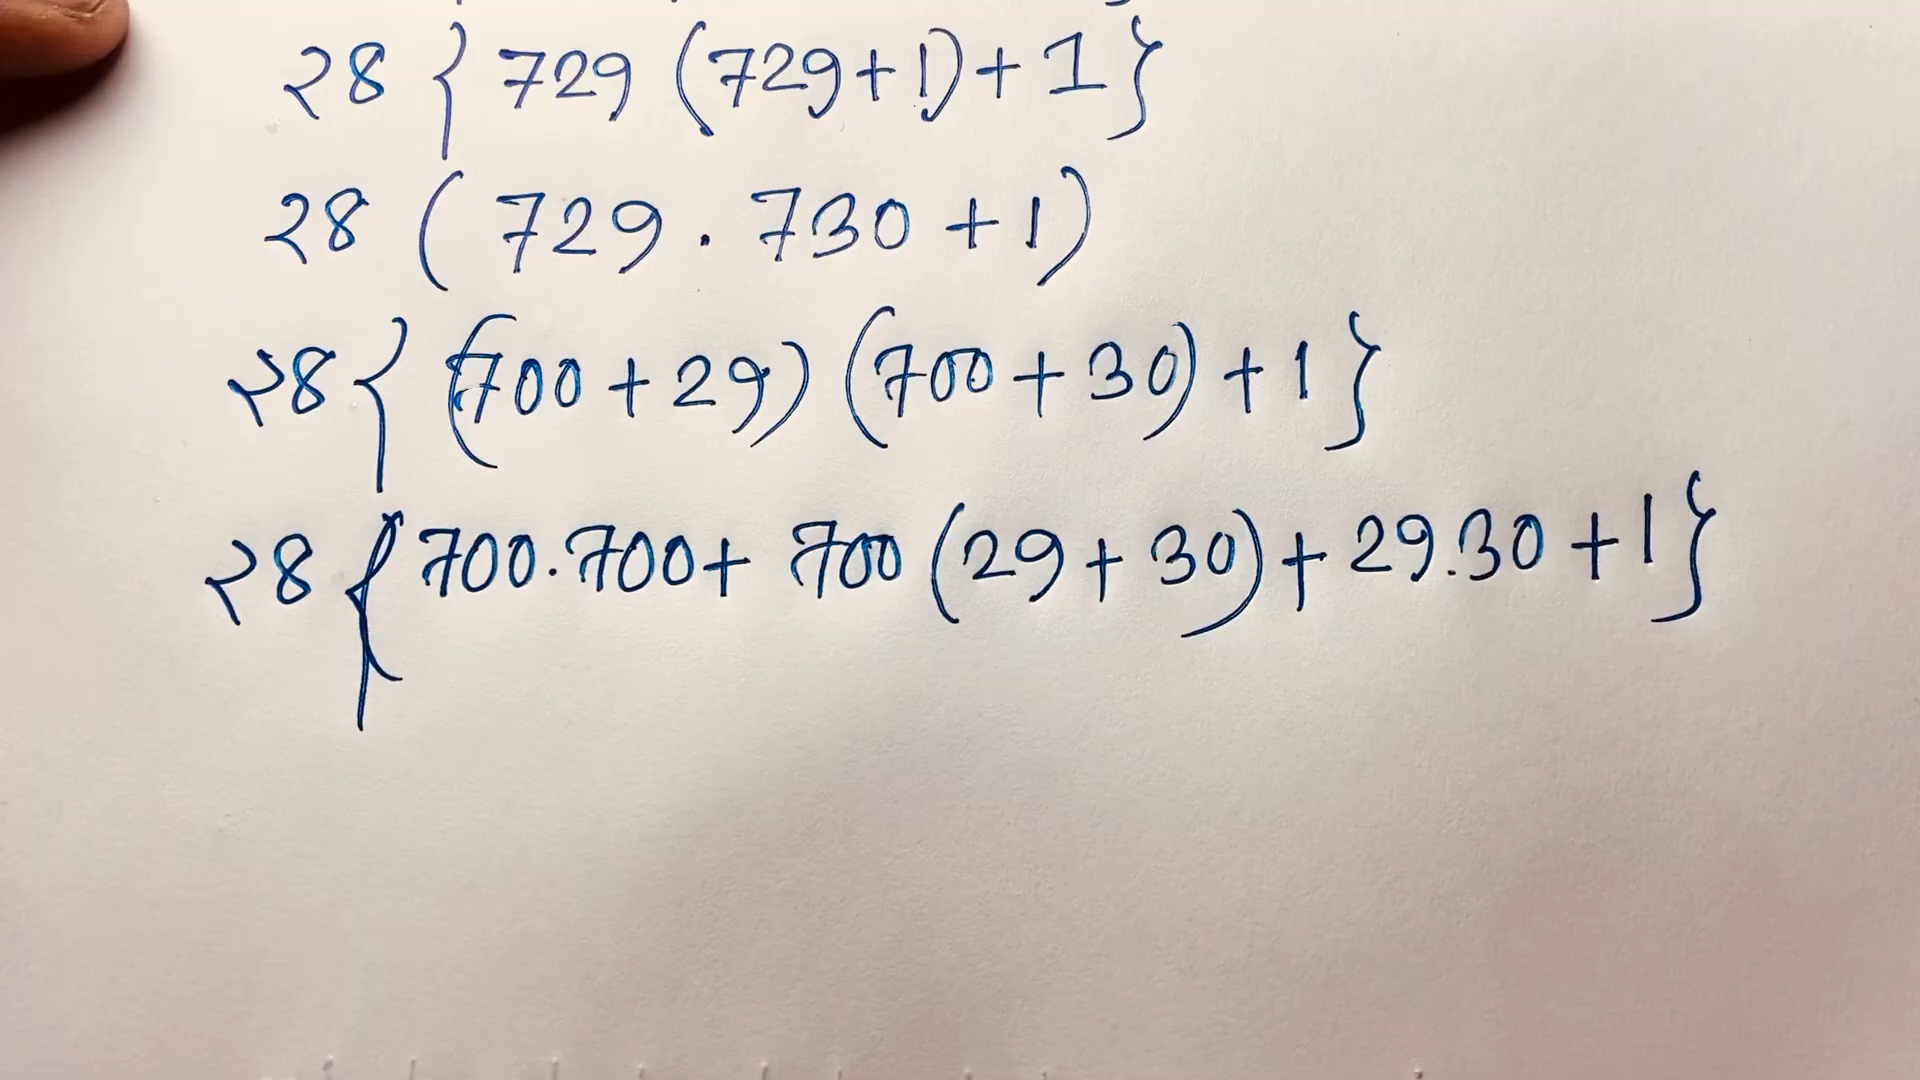 28 { 729 (729+1)+1}
28 ( 729 . 730 +1)
28 { (700+29) (700+30)+1}
28 { 700.700+ 700 (29+30)+29.30+1}